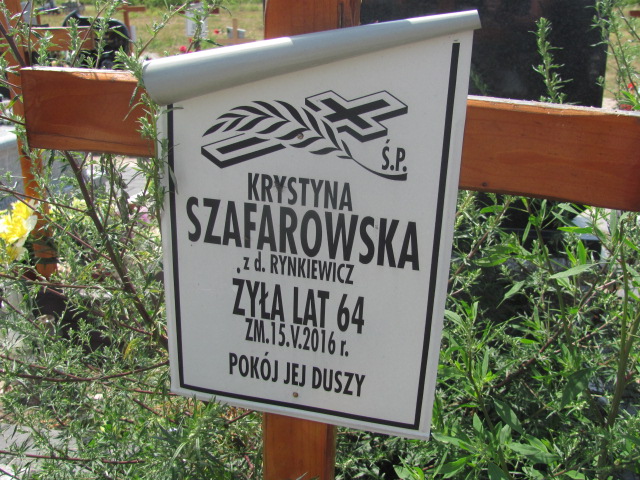 Ś.P.
KRYSTYNA
SZAFAROWSKA
z d. RYNKIEWICZ
ŻYŁA LAT 64
ZM.15.V.2016 r.
POKÓJ JEJ DUSZY